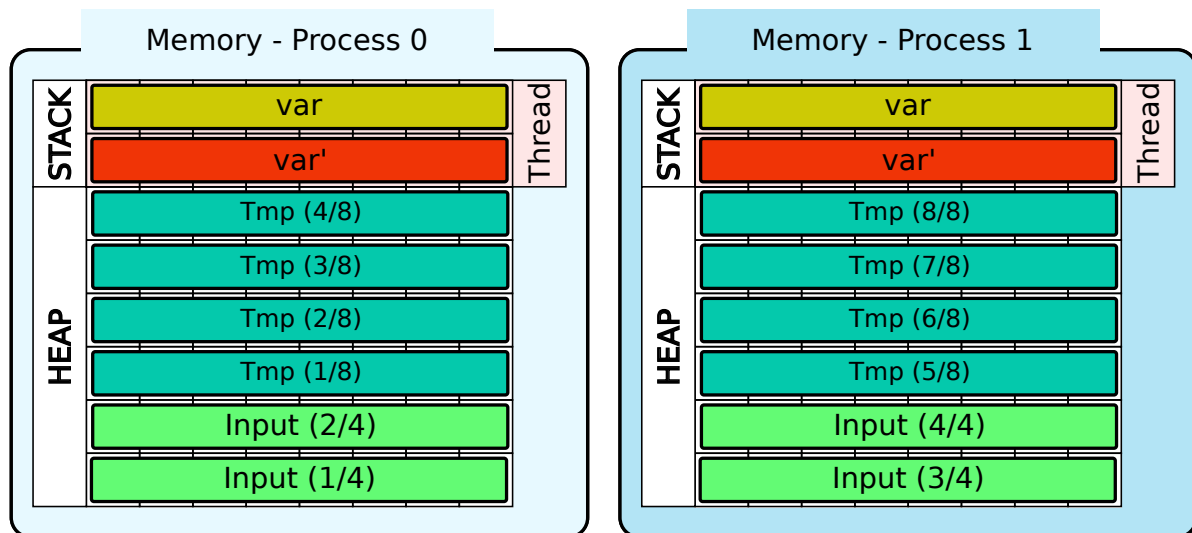 Memory - Process 0
STACK
var
var'
Thread
HEAP
Tmp (4/8)
Tmp (3/8)
Tmp (2/8)
Tmp (1/8)
Input (2/4)
Input (1/4)
Memory - Process 1
STACK
var
var'
Thread
HEAP
Tmp (8/8)
Tmp (7/8)
Tmp (6/8)
Tmp (5/8)
Input (4/4)
Input (3/4)